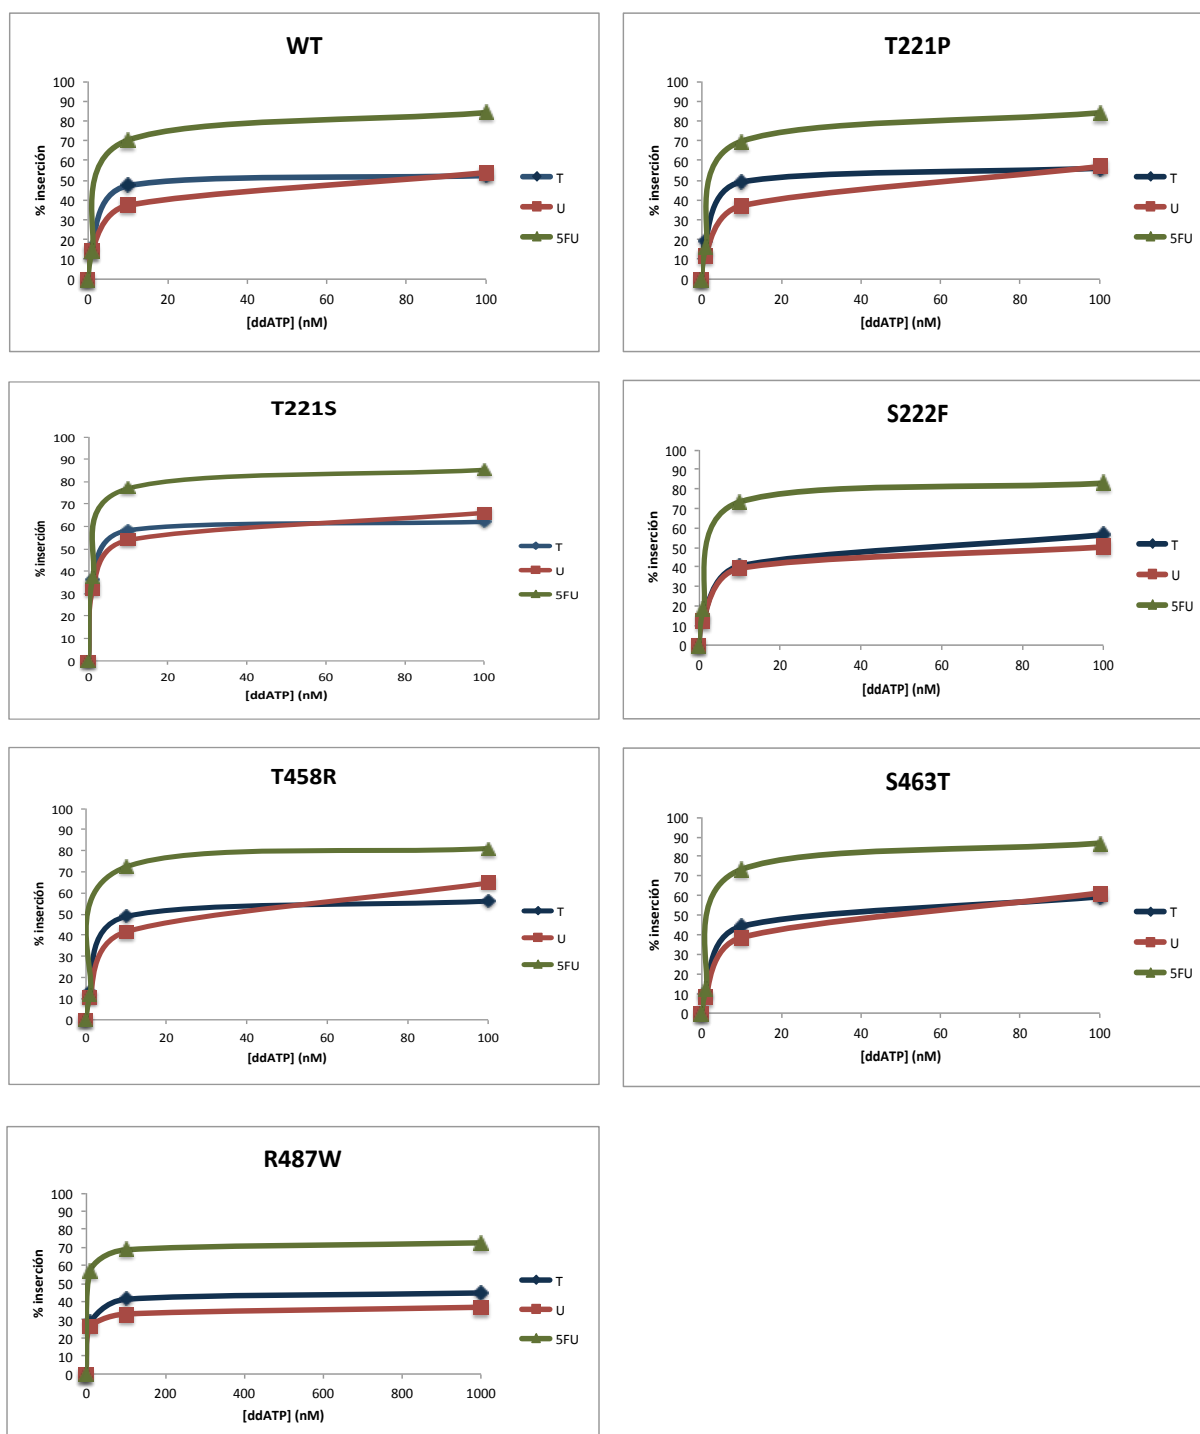 WT
% inserción
100
90
80
70
60
50
40
30
20
10
0
0 20 40 60 80 100
[ddATP] (nM)
T
U
5FU
T221P
% inserción
100
90
80
70
60
50
40
30
20
10
0
0 20 40 60 80 100
[ddATP] (nM)
T
U
5FU
T221S
% inserción
100
90
80
70
60
50
40
30
20
10
0
0 20 40 60 80 100
[ddATP] (nM)
T
U
5FU
S222F
% inserción
100
90
80
70
60
50
40
30
20
10
0
0 20 40 60 80 100
[ddATP] (nM)
T
U
5FU
T458R
% inserción
100
90
80
70
60
50
40
30
20
10
0
0 20 40 60 80 100
[ddATP] (nM)
T
U
5FU
S463T
% inserción
100
90
80
70
60
50
40
30
20
10
0
0 20 40 60 80 100
[ddATP] (nM)
T
U
5FU
R487W
% inserción
100
90
80
70
60
50
40
30
20
10
0
0 200 400 600 800 1000
[ddATP] (nM)
T
U
5FU